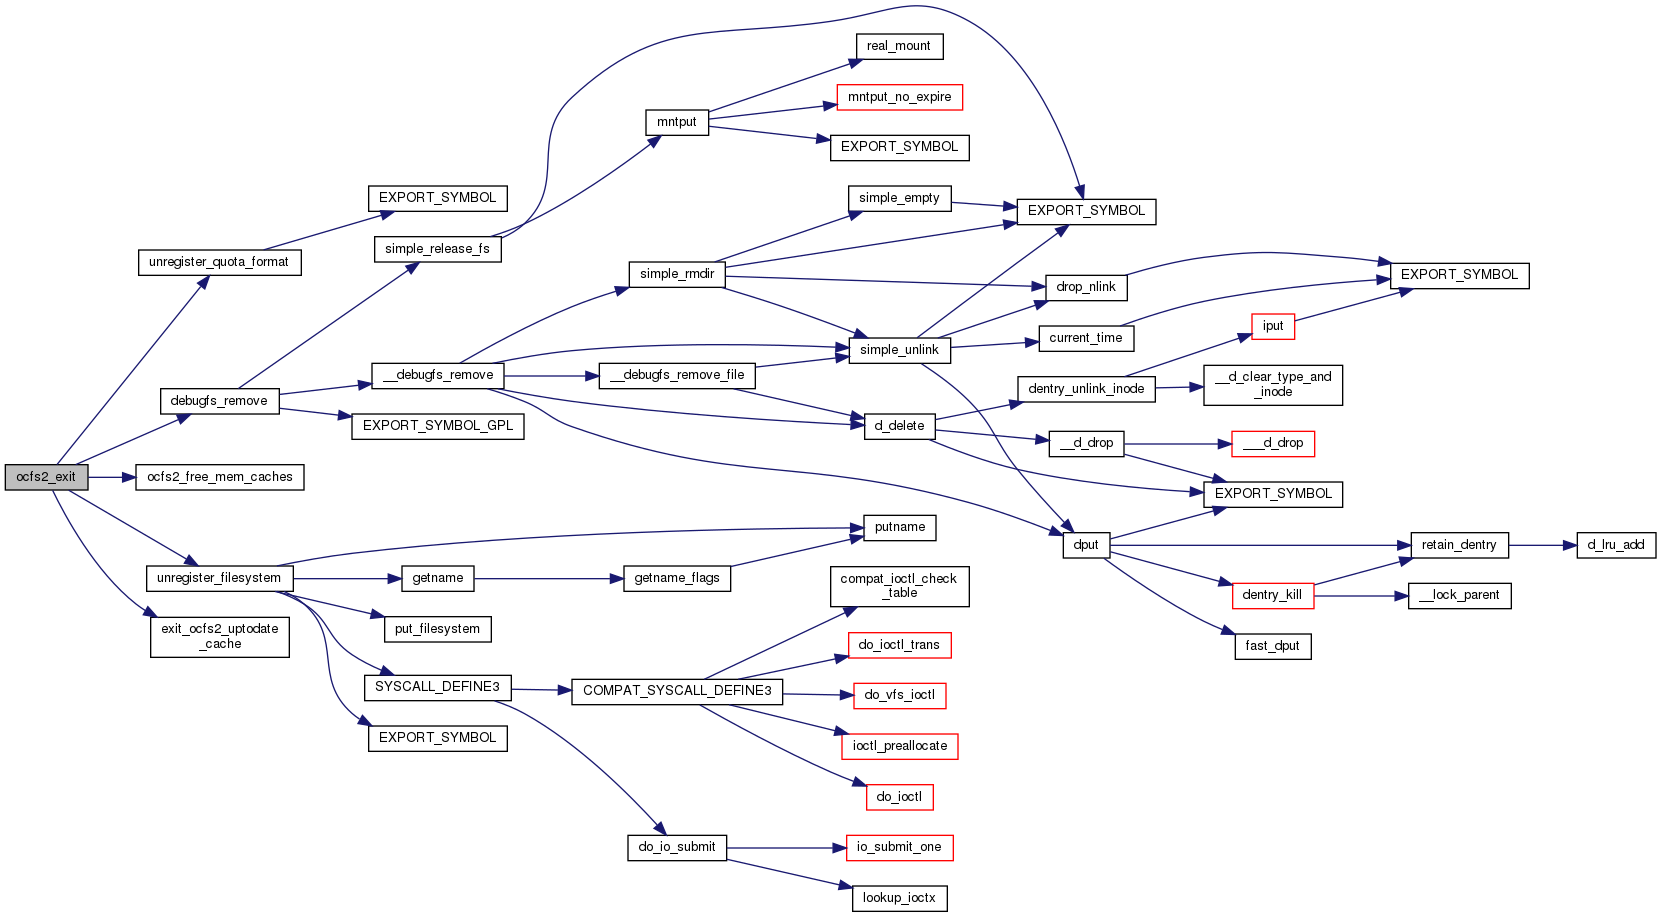 real_mount
mntput_no_expire
mntput
EXPORT_SYMBOL
EXPORT_SYMBOL
simple_empty
EXPORT_SYMBOL
simple_release_fs
unregister_quota_format
simple_rmdir
drop_nlink
EXPORT_SYMBOL
iput
current_time
simple_unlink
__debugfs_remove
__debugfs_remove_file
dentry_unlink_inode
__d_clear_type_and
_inode
debugfs_remove
EXPORT_SYMBOL_GPL
d_delete
__d_drop
___d_drop
ocfs2_exit
ocfs2_free_mem_caches
EXPORT_SYMBOL
putname
dput
retain_dentry
d_lru_add
unregister_filesystem
getname
getname_flags
compat_ioctl_check
_table
dentry_kill
__lock_parent
exit_ocfs2_uptodate
_cache
put_filesystem
do_ioctl_trans
fast_dput
SYSCALL_DEFINE3
COMPAT_SYSCALL_DEFINE3
do_vfs_ioctl
EXPORT_SYMBOL
ioctl_preallocate
do_ioctl
do_io_submit
io_submit_one
lookup_ioctx